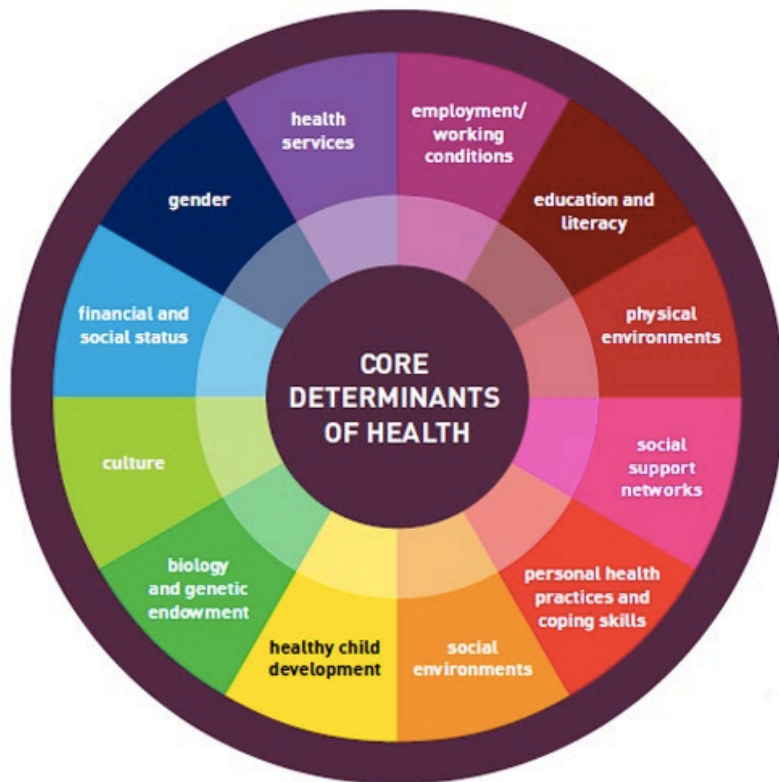 CORE
DETERMINANTS
OF HEALTH
employment/
working
conditions
education and
literacy
physical
environments
social
support
networks
personal health
practices and
coping skills
social
environments
healthy child
development
biology
and genetic
endowment
culture
financial and
social status
gender
health
services